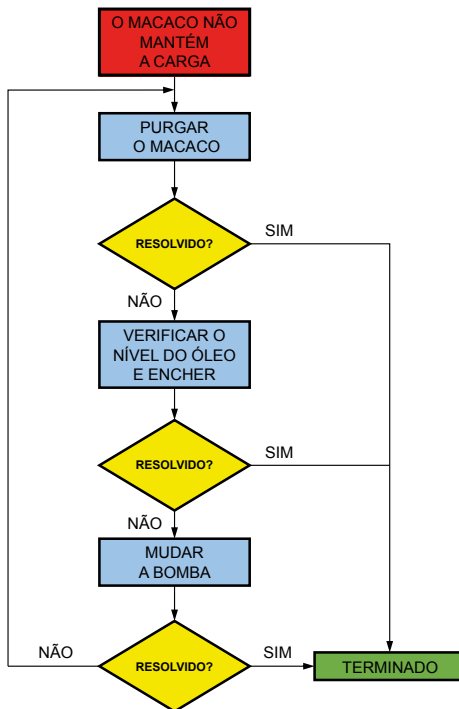 O MACACO NÃO
MANTÉM
A CARGA
PURGAR
O MACACO
RESOLVIDO?
SIM
NÃO
VERIFICAR O
NÍVEL DO ÓLEO
E ENCHER
RESOLVIDO?
SIM
NÃO
MUDAR
A BOMBA
NÃO
RESOLVIDO?
SIM
TERMINADO